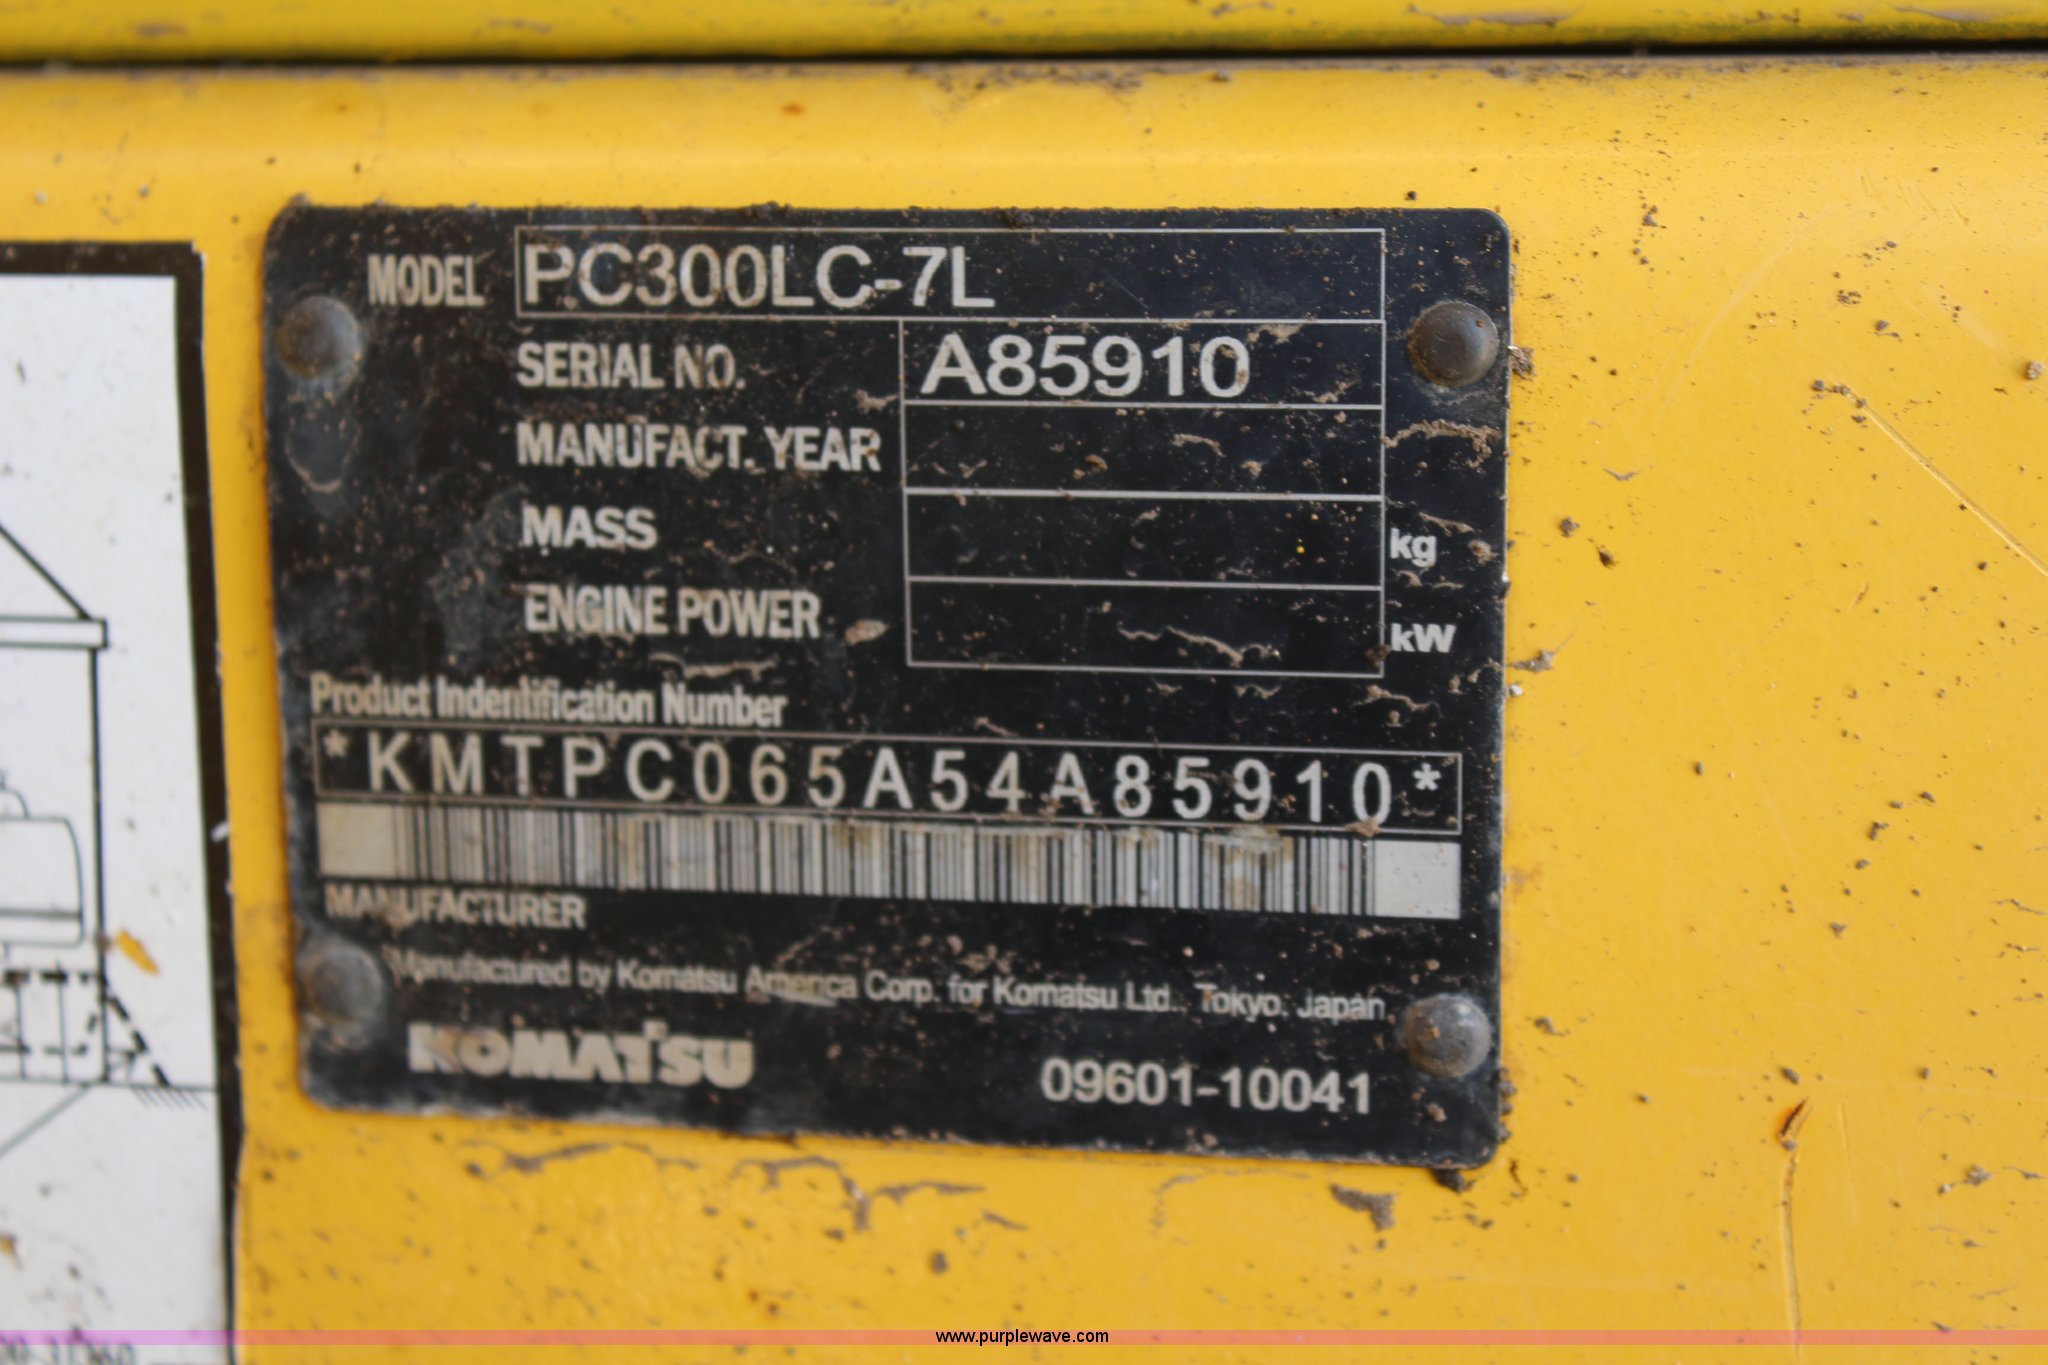 MODEL PC300LC-7L
SERIAL NO. A85910
MANUFACT. YEAR
MASS kg
ENGINE POWER kW
Product Indentification Number
*KMTPC065A54A85910*
MANUFACTURER
Manufactured by Komatsu America Corp. for Komatsu Ltd., Tokyo, Japan
KOMATSU
09601-10041
www.purplewave.com